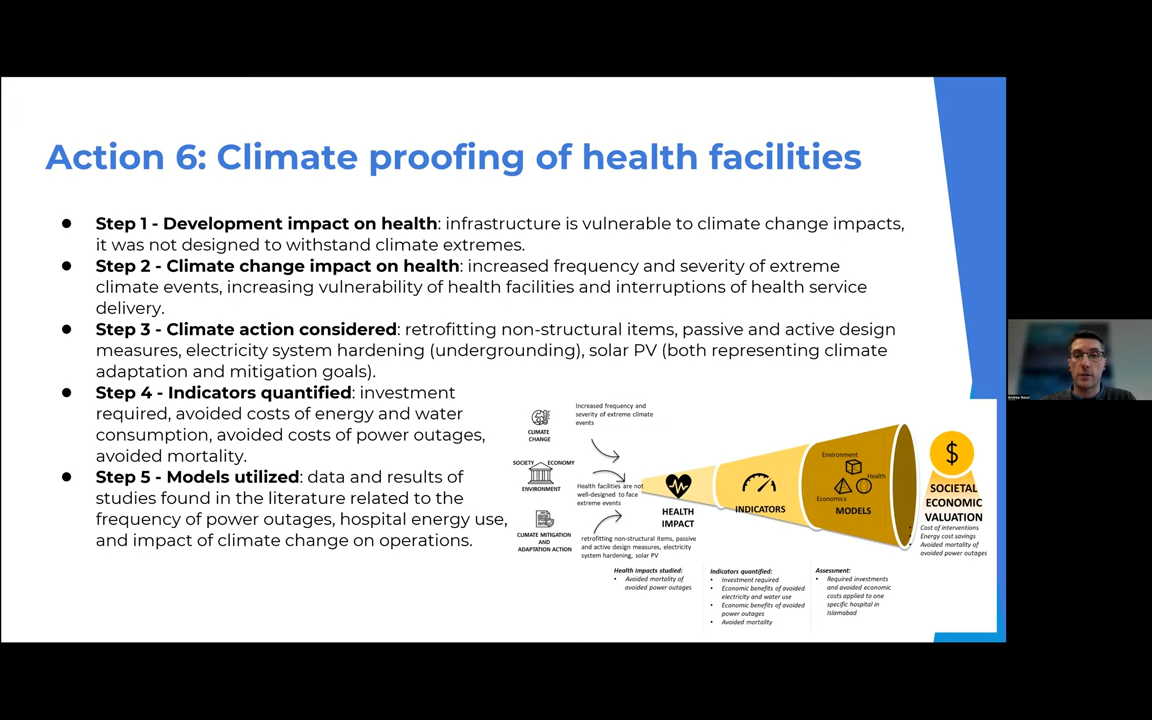 Action 6: Climate proofing of health facilities
● Step 1 - Development impact on health: infrastructure is vulnerable to climate change impacts,
it was not designed to withstand climate extremes.
● Step 2 - Climate change impact on health: increased frequency and severity of extreme
climate events, increasing vulnerability of health facilities and interruptions of health service
delivery.
● Step 3 - Climate action considered: retrofitting non-structural items, passive and active design
measures, electricity system hardening (undergrounding), solar PV (both representing climate
adaptation and mitigation goals).
● Step 4 - Indicators quantified: investment
required, avoided costs of energy and water
consumption, avoided costs of power outages,
avoided mortality.
● Step 5 - Models utilized: data and results of
studies found in the literature related to the
frequency of power outages, hospital energy use,
and impact of climate change on operations.
CLIMATE
CHANGE
Increased frequency and
severity of extreme climate
events
SOCIETY ECONOMY
ENVIRONMENT
Health facilities are not
well-designed to face
extreme events
CLIMATE MITIGATION
AND
ADAPTATION ACTION
retrofitting non-structural items, passive
and active design measures, electricity
system hardening, solar PV
HEALTH
IMPACT
INDICATORS
Environment
Health
Economics
MODELS
$
SOCIETAL
ECONOMIC
VALUATION
• Cost of interventions
• Energy cost savings
• Avoided mortality of
avoided power outages
Health impacts studied:
• Avoided mortality of
avoided power outages
Indicators quantified:
• Investment required
• Economic benefits of avoided
electricity and water use
• Economic benefits of avoided
power outages
• Avoided mortality
Assessment:
• Required investments
and avoided economic
costs applied to one
specific hospital in
Islamabad